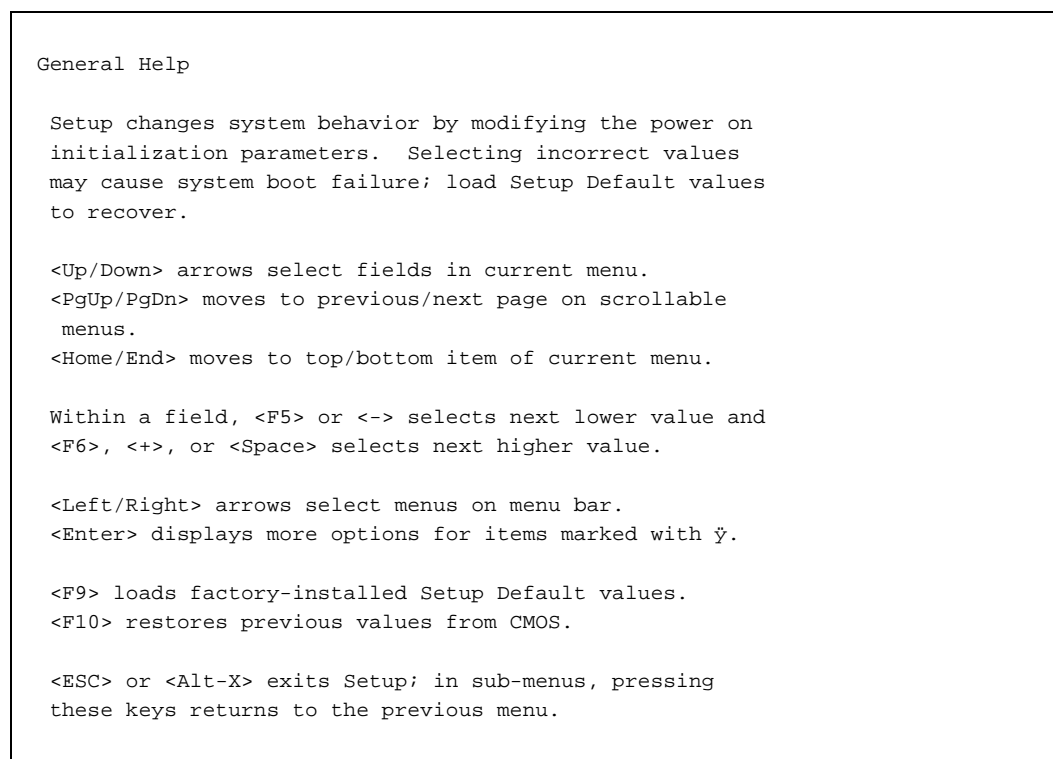 General Help
Setup changes system behavior by modifying the power on
initialization parameters.  Selecting incorrect values
may cause system boot failure; load Setup Default values
to recover.
<Up/Down> arrows select fields in current menu.
<PgUp/PgDn> moves to previous/next page on scrollable
menus.
<Home/End> moves to top/bottom item of current menu.
Within a field, <F5> or <-> selects next lower value and
<F6>, <+>, or <Space> selects next higher value.
<Left/Right> arrows select menus on menu bar.
<Enter> displays more options for items marked with ÿ.
<F9> loads factory-installed Setup Default values.
<F10> restores previous values from CMOS.
<ESC> or <Alt-X> exits Setup; in sub-menus, pressing
these keys returns to the previous menu.